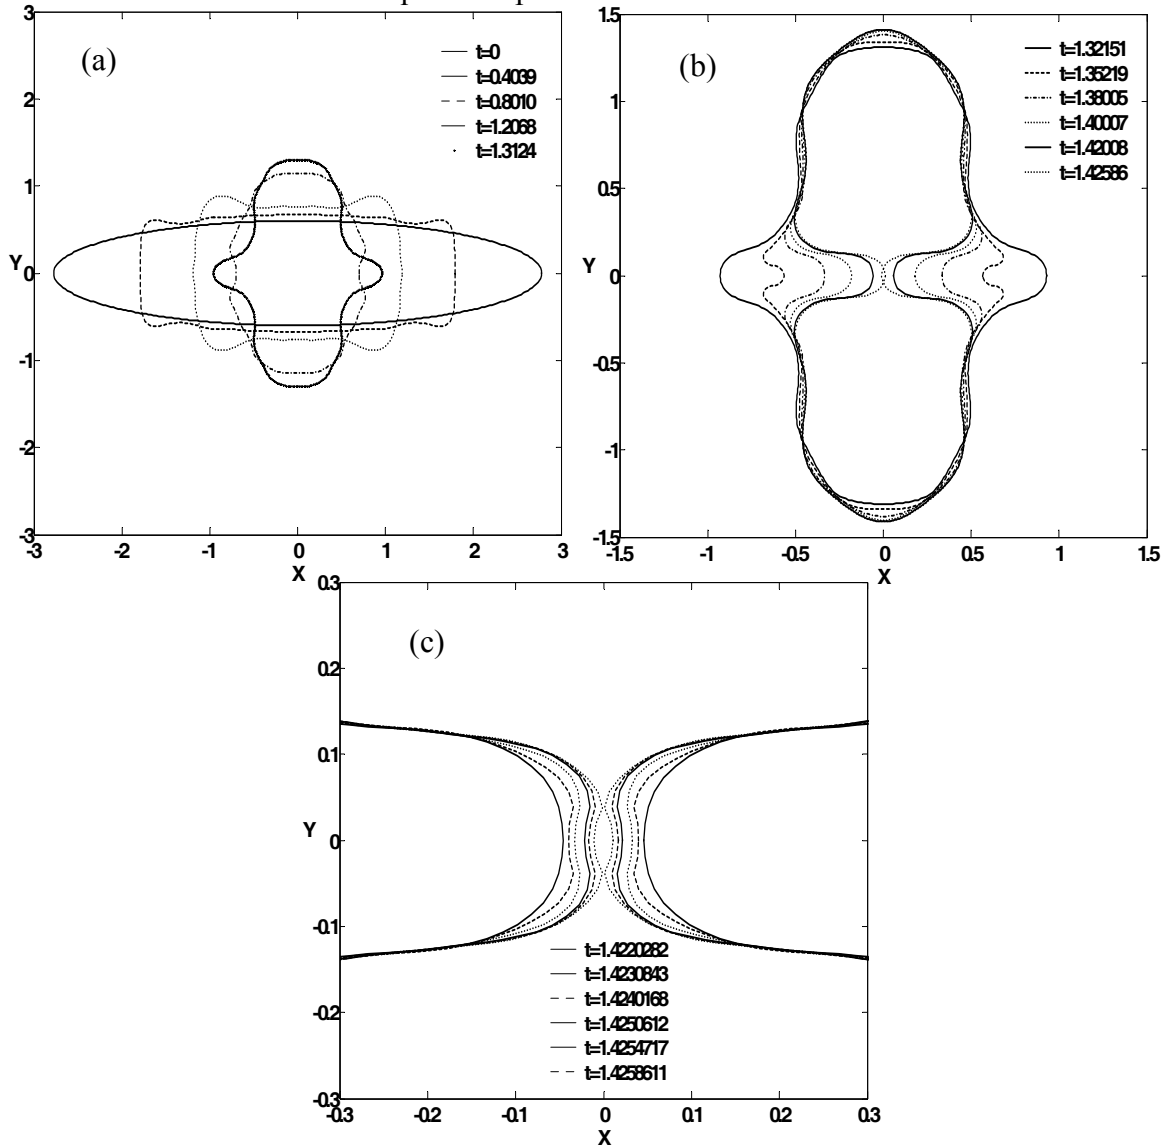 (a)
t=0
t=0.4039
t=0.8010
t=1.2068
t=1.3124
3
2
1
Y 0
-1
-2
-3
-3 -2 -1 0 1 2 3
X
(b)
t=1.32151
t=1.35219
t=1.38005
t=1.40007
t=1.42008
t=1.42586
1.5
1
0.5
Y 0
-0.5
-1
-1.5
-1.5 -1 -0.5 0 0.5 1 1.5
X
(c)
0.3
0.2
0.1
Y 0
-0.1
-0.2
-0.3
t=1.4220282
t=1.4230843
t=1.4240168
t=1.4250612
t=1.4254717
t=1.4258611
-0.3 -0.2 -0.1 0 0.1 0.2 0.3
X